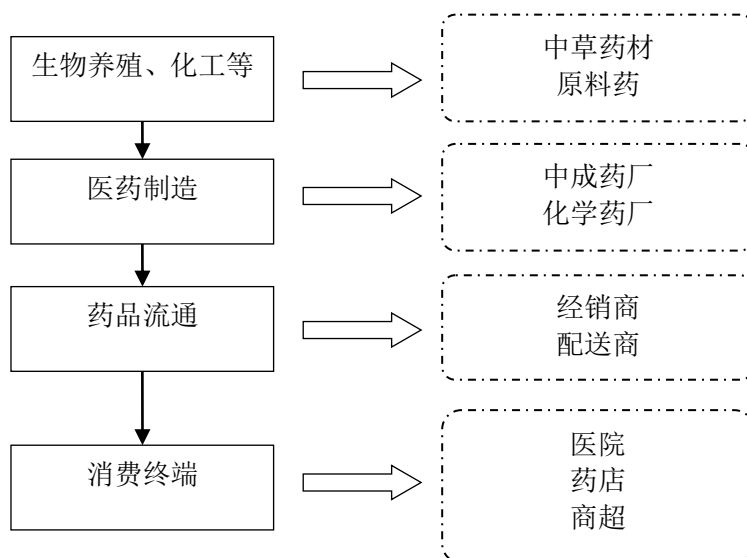 生物养殖、化工等
中草药材
原料药
医药制造
中成药厂
化学药厂
药品流通
经销商
配送商
消费终端
医院
药店
商超